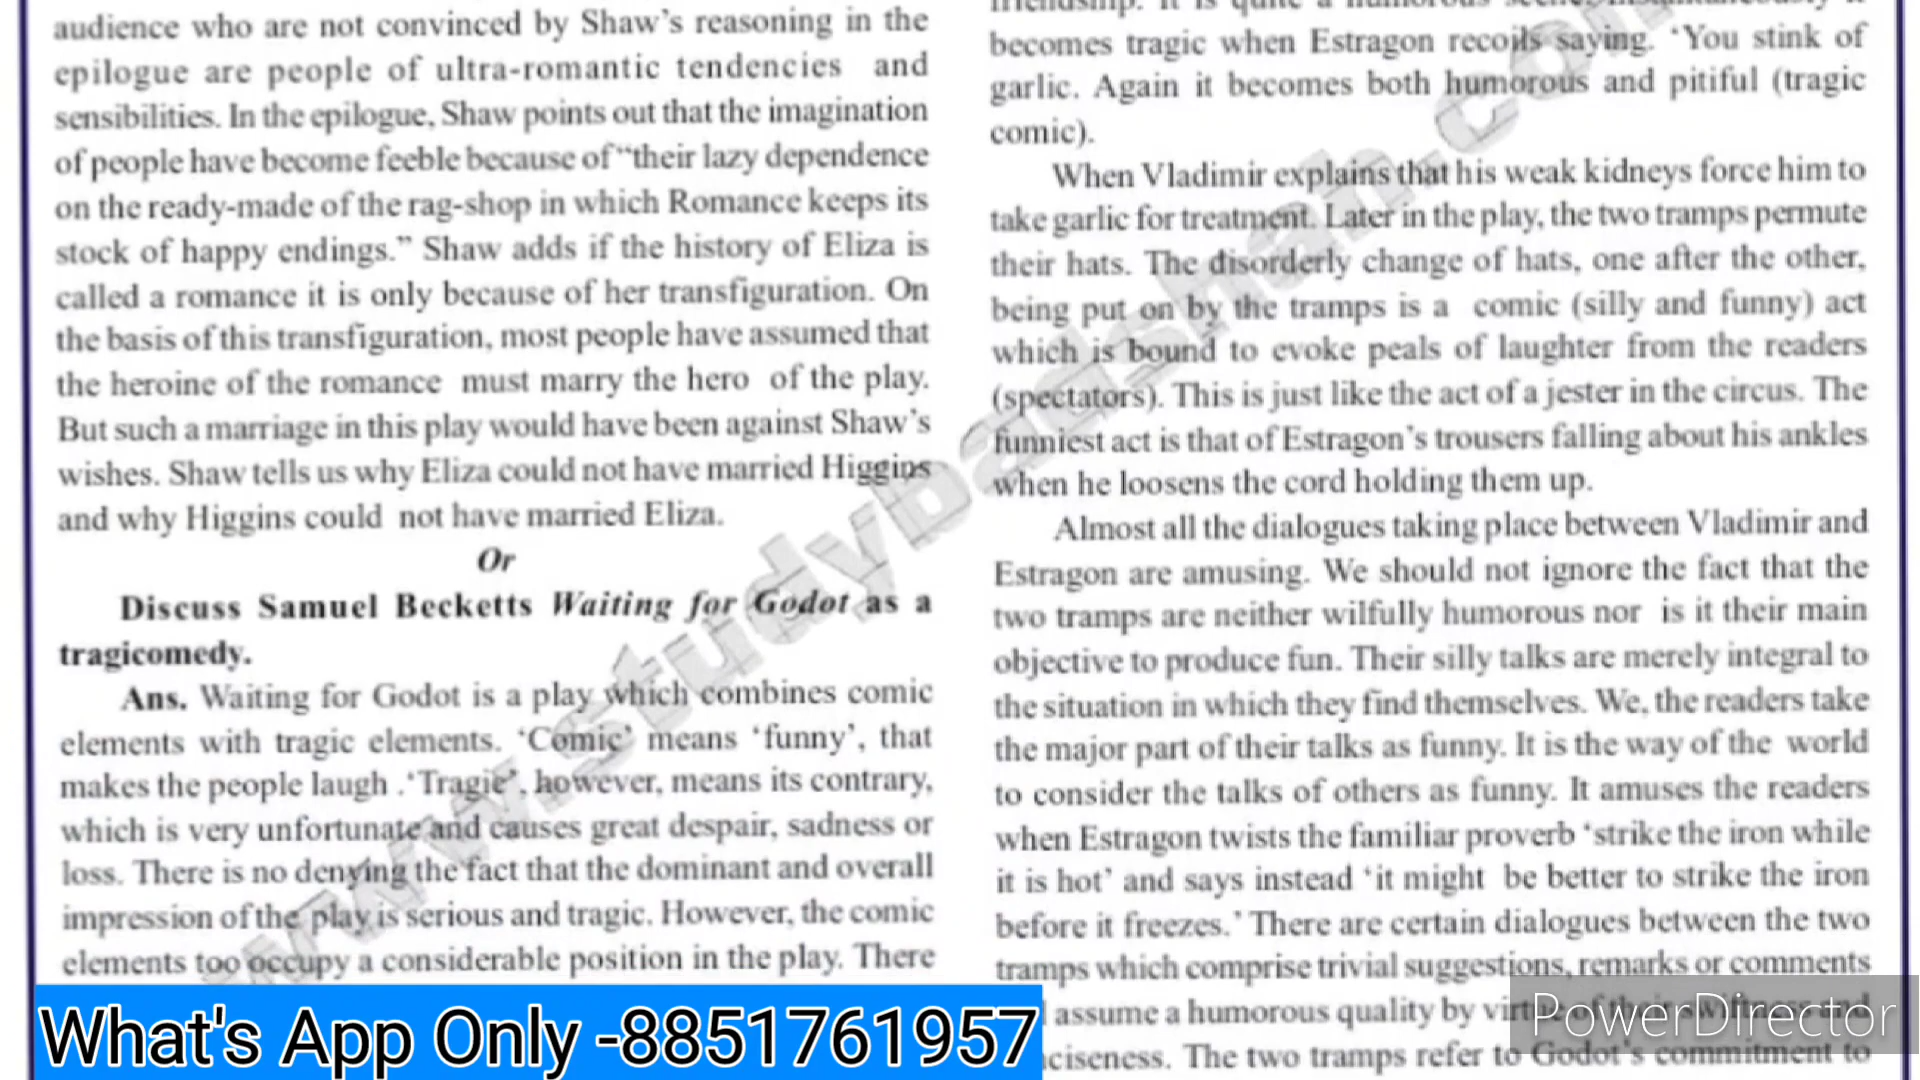 audience who are not convinced by Shaw's reasoning in the
epilogue are people of ultra-romantic tendencies and
sensibilities. In the epilogue, Shaw points out that the imagination
of people have become feeble because of "their lazy dependence
on the ready-made of the rag-shop in which Romance keeps its
stock of happy endings." Shaw adds if the history of Eliza is
called a romance it is only because of her transfiguration. On
the basis of this transfiguration, most people have assumed that
the heroine of the romance must marry the hero of the play.
But such a marriage in this play would have been against Shaw's
wishes. Shaw tells us why Eliza could not have married Higgins
and why Higgins could not have married Eliza.
Or
Discuss Samuel Becketts Waiting for Godot as a
tragicomedy.
Ans. Waiting for Godot is a play which combines comic
elements with tragic elements. 'Comic' means 'funny', that
makes the people laugh .'Tragic', however, means its contrary,
which is very unfortunate and causes great despair, sadness or
loss. There is no denying the fact that the dominant and overall
impression of the play is serious and tragic. However, the comic
elements too occupy a considerable position in the play. There
friendship. It is quite a humorous
becomes tragic when Estragon recoils saying. 'You stink of
garlic. Again it becomes both humorous and pitiful (tragic
comic).
When Vladimir explains that his weak kidneys force him to
take garlic for treatment. Later in the play, the two tramps permute
their hats. The disorderly change of hats, one after the other,
being put on by the tramps is a comic (silly and funny) act
which is bound to evoke peals of laughter from the readers
(spectators). This is just like the act of a jester in the circus. The
funniest act is that of Estragon's trousers falling about his ankles
when he loosens the cord holding them up.
Almost all the dialogues taking place between Vladimir and
Estragon are amusing. We should not ignore the fact that the
two tramps are neither wilfully humorous nor is it their main
objective to produce fun. Their silly talks are merely integral to
the situation in which they find themselves. We, the readers take
the major part of their talks as funny. It is the way of the world
to consider the talks of others as funny. It amuses the readers
when Estragon twists the familiar proverb 'strike the iron while
it is hot' and says instead 'it might be better to strike the iron
before it freezes.' There are certain dialogues between the two
tramps which comprise trivial suggestions, remarks or comments
assume a humorous quality by virtue of their swiftness and
ciseness. The two tramps refer to Godot's commitment to
www.studybadshah.com
What's App Only -8851761957
PowerDirector